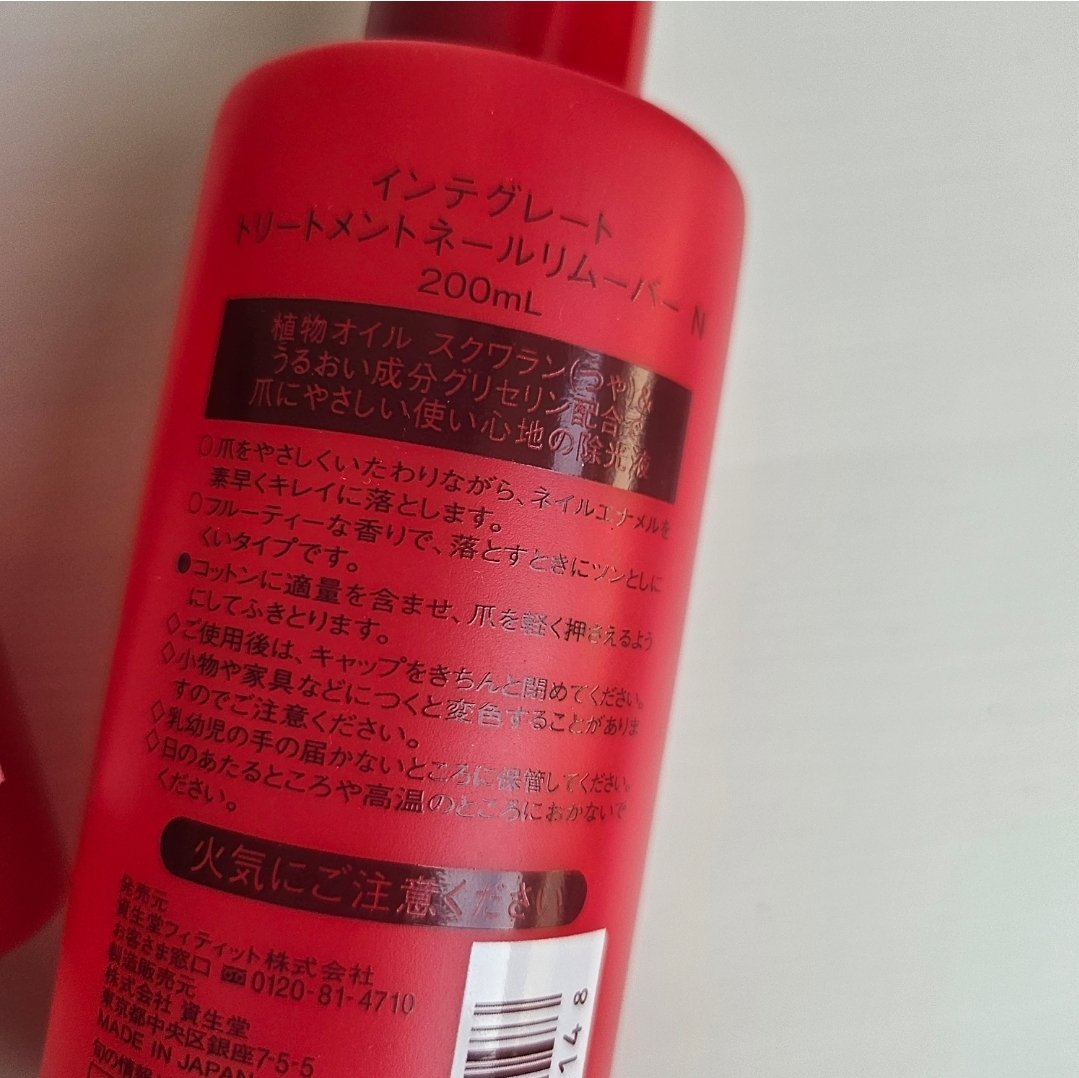 インテグレート
トリートメントネールリムーバー N
200mL
植物オイル スクワラン(つや)&
うるおい成分グリセリン配合で
爪にやさしい使い心地の除光液
○爪をやさしくいたわりながら、ネイルエナメルを
素早くキレイに落とします。
○フルーティーな香りで、落とすときにツンとしに
くいタイプです。
●コットンに適量を含ませ、爪を軽く押さえるよう
にしてふきとります。
◇ご使用後は、キャップをきちんと閉めてください。
◇小物や家具などにつくと変色することがありま
すのでご注意ください。
◇乳幼児の手の届かないところに保管してください。
◇日のあたるところや高温のところにおかないで
ください。
火気にご注意ください
発売元
資生堂フィティット株式会社
お客さま窓口 0120-81-4710
製造販売元
株式会社 資生堂
東京都中央区銀座7-5-5
MADE IN JAPAN
旬の情報